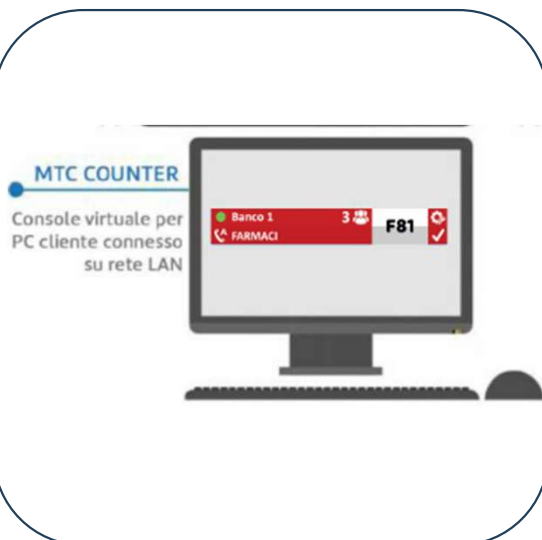 MTC COUNTER
Console virtuale per
PC cliente connesso
su rete LAN
Banco 1 3
FARMACI
F81